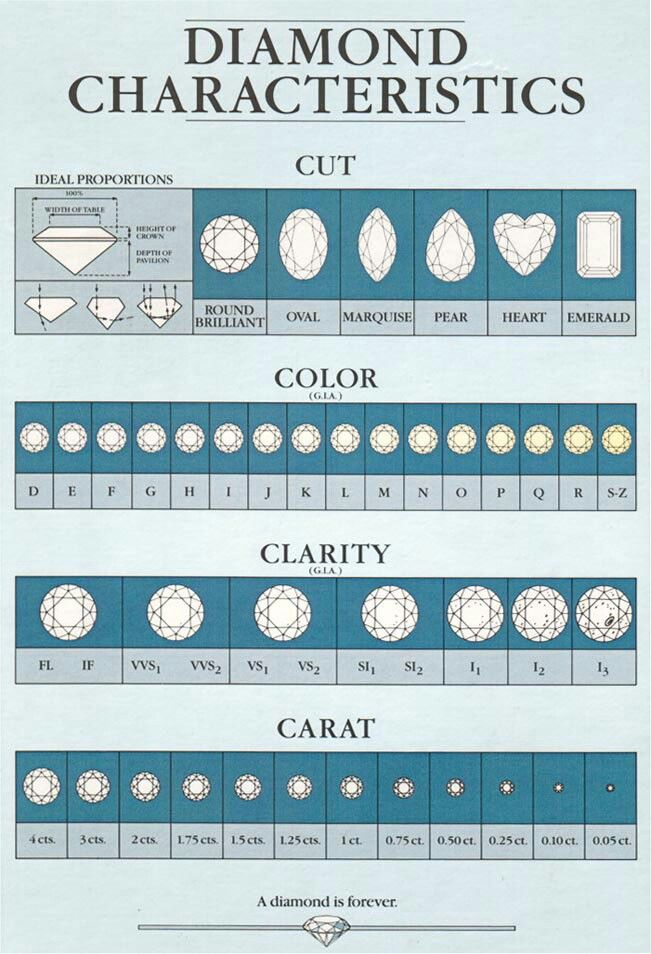 DIAMOND
CHARACTERISTICS
CUT
IDEAL PROPORTIONS
100%
WIDTH OF TABLE
HEIGHT OF
CROWN
DEPTH OF
PAVILION
ROUND
BRILLIANT
OVAL
MARQUISE
PEAR
HEART
EMERALD
COLOR
(G.I.A.)
D E F G H I J K L M N O P Q R S-Z
CLARITY
(G.I.A.)
FL IF VVS1 VVS2 VS1 VS2 SI1 SI2 I1 I2 I3
CARAT
4 cts. 3 cts. 2 cts. 1.75 cts. 1.5 cts. 1.25 cts. 1 ct. 0.75 ct. 0.50 ct. 0.25 ct. 0.10 ct. 0.05 ct.
A diamond is forever.